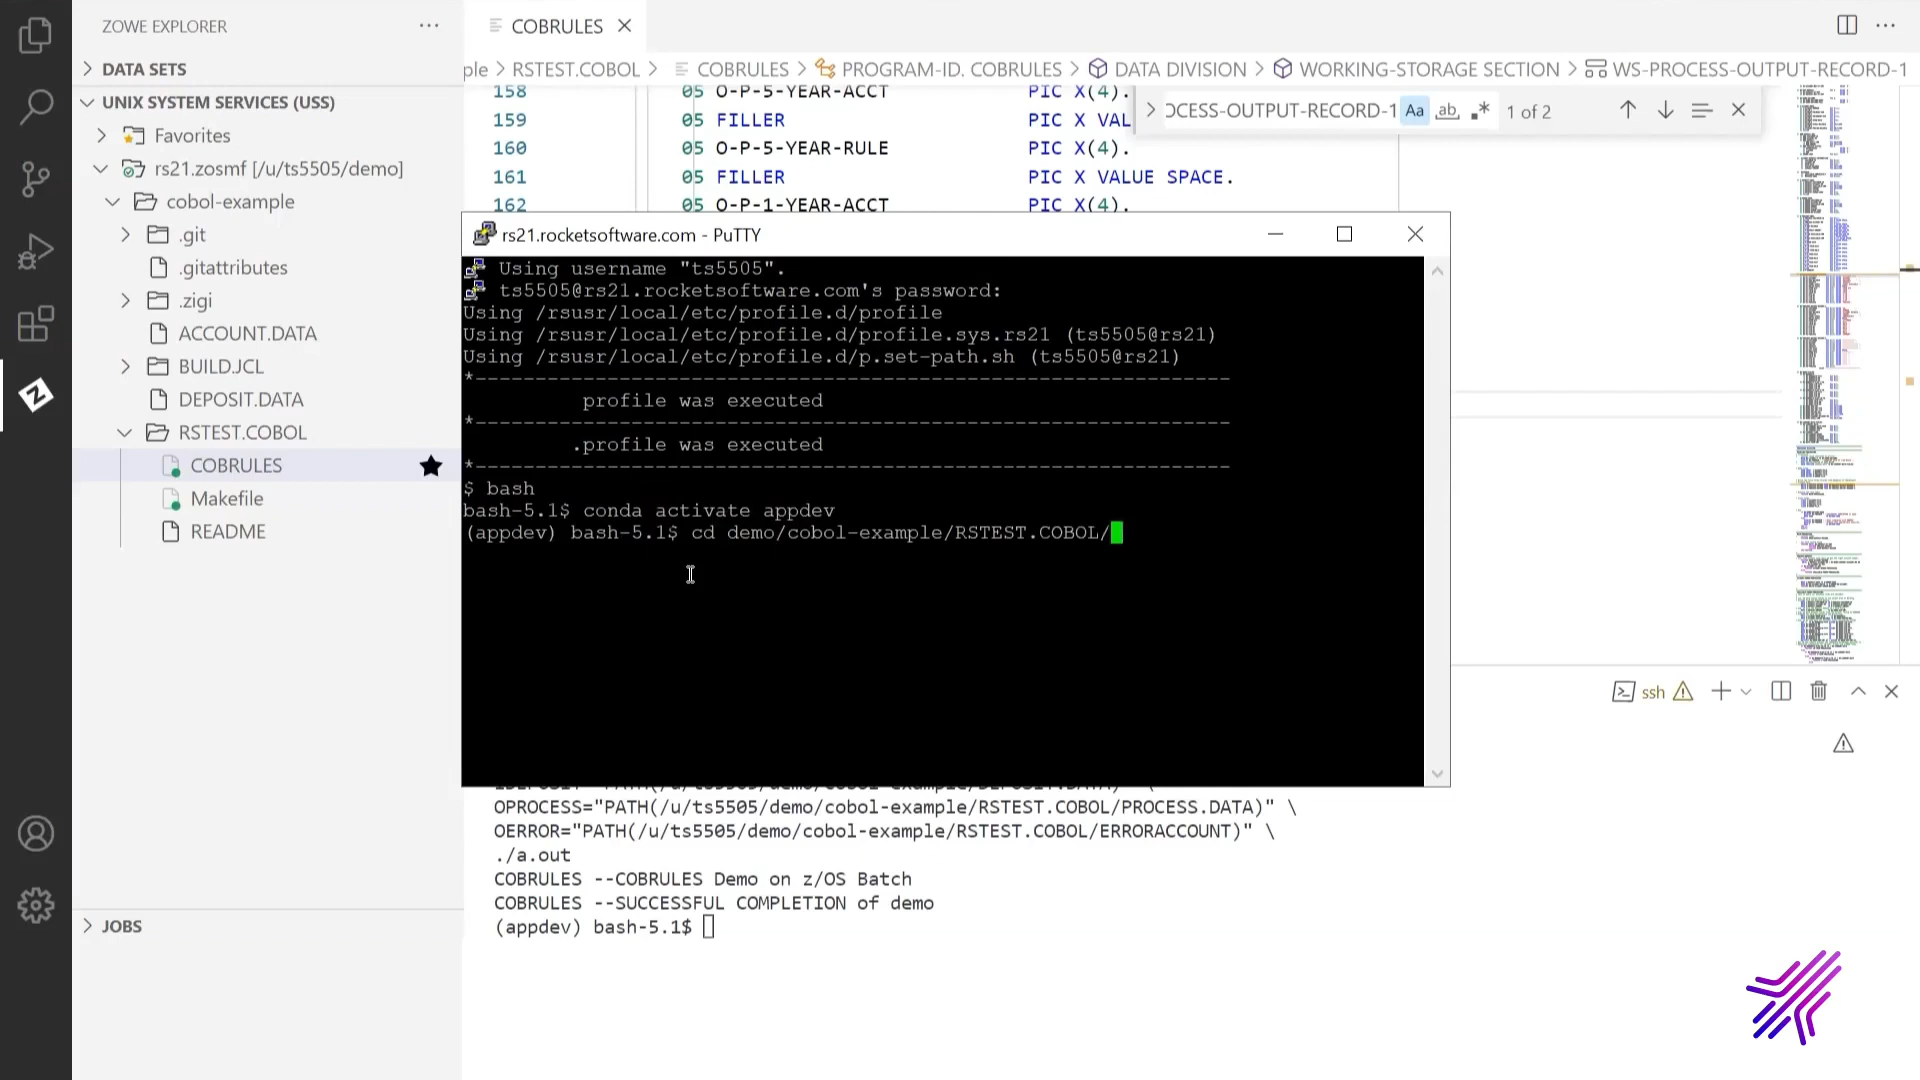 ZOWE EXPLORER
DATA SETS
UNIX SYSTEM SERVICES (USS)
Favorites
rs21.zosmf [/u/ts5505/demo]
cobol-example
.git
.gitattributes
.zigi
ACCOUNT.DATA
BUILD.JCL
DEPOSIT.DATA
RSTEST.COBOL
COBRULES
Makefile
README
JOBS
COBRULES
ple > RSTEST.COBOL > COBRULES > PROGRAM-ID. COBRULES > DATA DIVISION > WORKING-STORAGE SECTION > WS-PROCESS-OUTPUT-RECORD-1
158 05 O-P-5-YEAR-ACCT PIC X(4).
159 05 FILLER PIC X VAL
160 05 O-P-5-YEAR-RULE PIC X(4).
161 05 FILLER PIC X VALUE SPACE.
162 05 O-P-1-YEAR-ACCT PIC X(4).
OCESS-OUTPUT-RECORD-1 Aa ab .* 1 of 2
rs21.rocketsoftware.com - PuTTY
Using username "ts5505".
ts5505@rs21.rocketsoftware.com's password:
Using /rsusr/local/etc/profile.d/profile
Using /rsusr/local/etc/profile.d/profile.sys.rs21 (ts5505@rs21)
Using /rsusr/local/etc/profile.d/p.set-path.sh (ts5505@rs21)
*---------------------------------------------------------------
profile was executed
*---------------------------------------------------------------
.profile was executed
*---------------------------------------------------------------
$ bash
bash-5.1$ conda activate appdev
(appdev) bash-5.1$ cd demo/cobol-example/RSTEST.COBOL/
ssh
OPROCESS="PATH(/u/ts5505/demo/cobol-example/RSTEST.COBOL/PROCESS.DATA)" \
OERROR="PATH(/u/ts5505/demo/cobol-example/RSTEST.COBOL/ERRORACCOUNT)" \
./a.out
COBRULES --COBRULES Demo on z/OS Batch
COBRULES --SUCCESSFUL COMPLETION of demo
(appdev) bash-5.1$